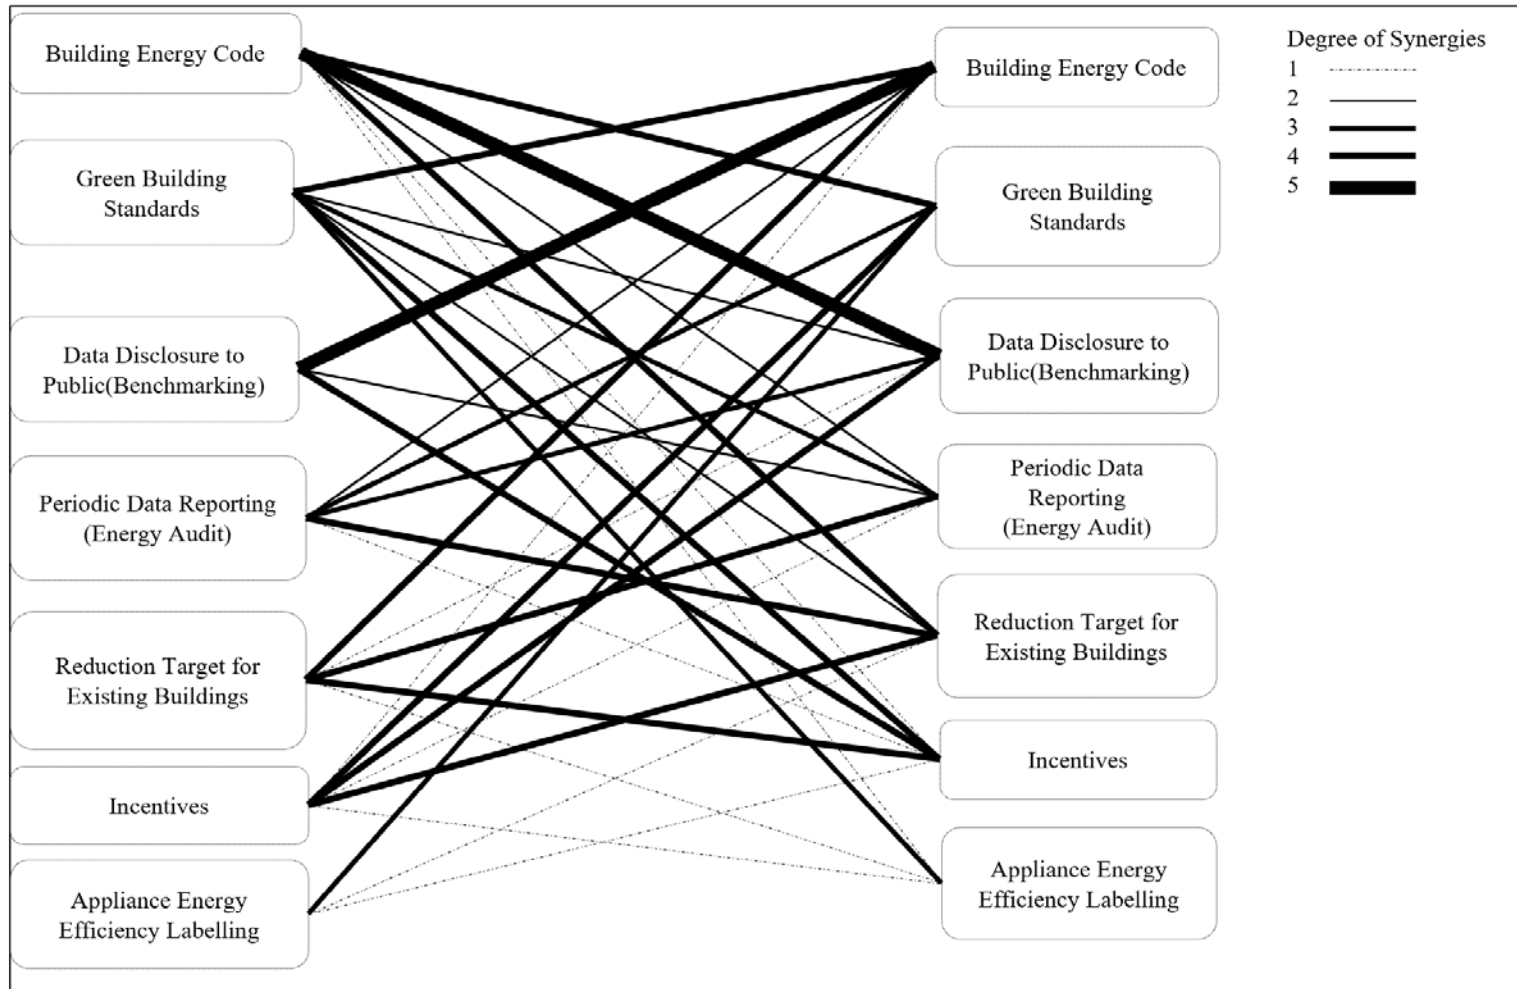 Building Energy Code
Green Building
Standards
Data Disclosure to
Public(Benchmarking)
Periodic Data Reporting
(Energy Audit)
Reduction Target for
Existing Buildings
Incentives
Appliance Energy
Efficiency Labelling
Building Energy Code
Green Building
Standards
Data Disclosure to
Public(Benchmarking)
Periodic Data
Reporting
(Energy Audit)
Reduction Target for
Existing Buildings
Incentives
Appliance Energy
Efficiency Labelling
Degree of Synergies
1
2
3
4
5